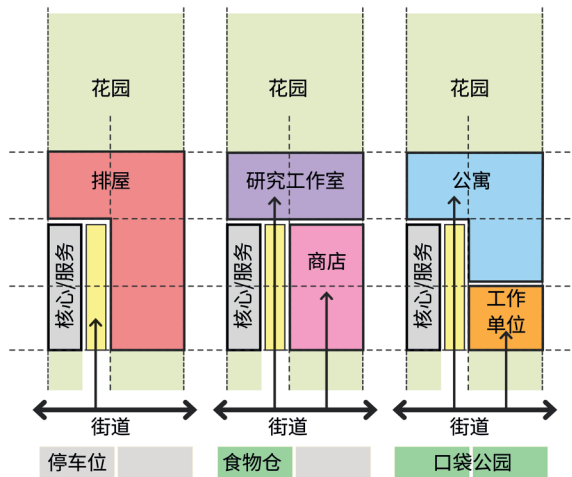 花园
花园
花园
排屋
研究工作室
公寓
核心/服务
核心/服务
商店
核心/服务
工作
单位
街道
街道
街道
停车位
食物仓
口袋公园